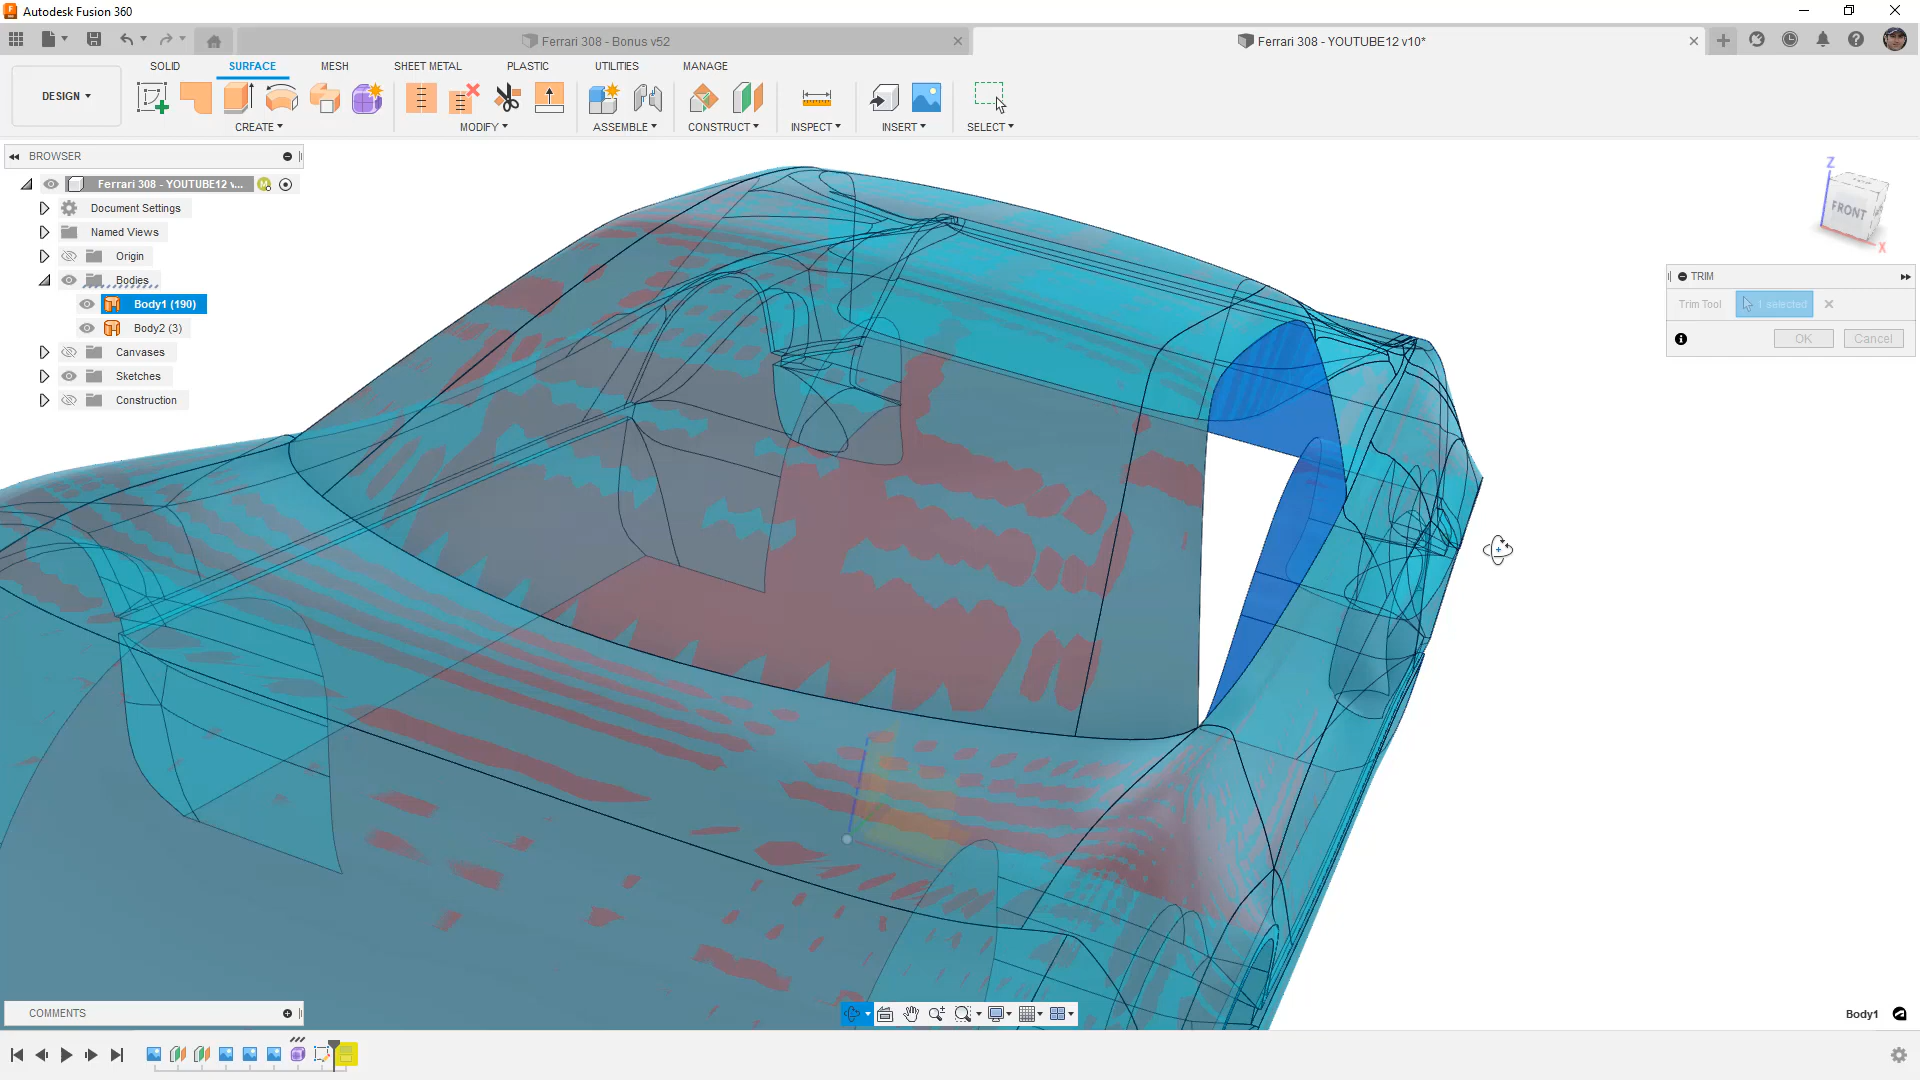 Autodesk Fusion 360
Ferrari 308 - Bonus v52
Ferrari 308 - YOUTUBE12 v10*
DESIGN
SOLID
SURFACE
MESH
SHEET METAL
PLASTIC
UTILITIES
MANAGE
CREATE
MODIFY
ASSEMBLE
CONSTRUCT
INSPECT
INSERT
SELECT
BROWSER
Ferrari 308 - YOUTUBE12 v...
Document Settings
Named Views
Origin
Bodies
Body1 (190)
Body2 (3)
Canvases
Sketches
Construction
Z
FRONT
X
TRIM
Trim Tool
1 selected
OK
Cancel
COMMENTS
Body1